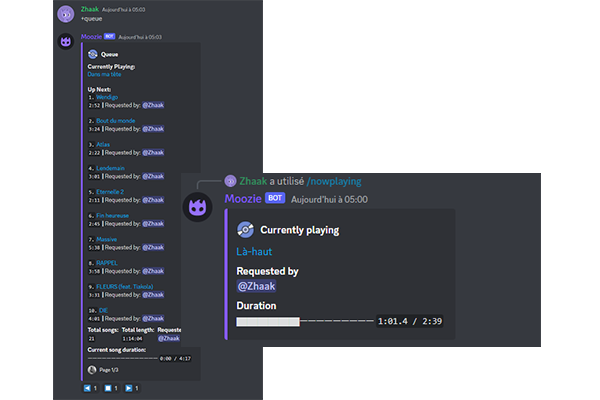 Zhaak Aujourd'hui à 05:03
+queue
Moozie BOT Aujourd'hui à 05:03
Queue
Currently Playing:
Dans ma tête
Up Next:
1. Wendigo
2:52 | Requested by: @Zhaak
2. Bout du monde
3:24 | Requested by: @Zhaak
3. Atlas
2:22 | Requested by: @Zhaak
4. Lendemain
3:01 | Requested by: @Zhaak
5. Eternelle 2
2:11 | Requested by: @Zhaak
6. Fin heureuse
2:45 | Requested by: @Zhaak
7. Massive
5:38 | Requested by: @Zhaak
8. RAPPEL
3:58 | Requested by: @Zhaak
9. FLEURS (feat. Tiakola)
3:31 | Requested by: @Zhaak
10. DIE
4:01 | Requested by: @Zhaak
Total songs: Total length: Requeste
21 1:14:04 @Zhaak
Current song duration:
0:00 / 4:17
Page 1/3
1 1 1
Zhaak a utilisé /nowplaying
Moozie BOT Aujourd'hui à 05:00
Currently playing
Là-haut
Requested by
@Zhaak
Duration
1:01.4 / 2:39